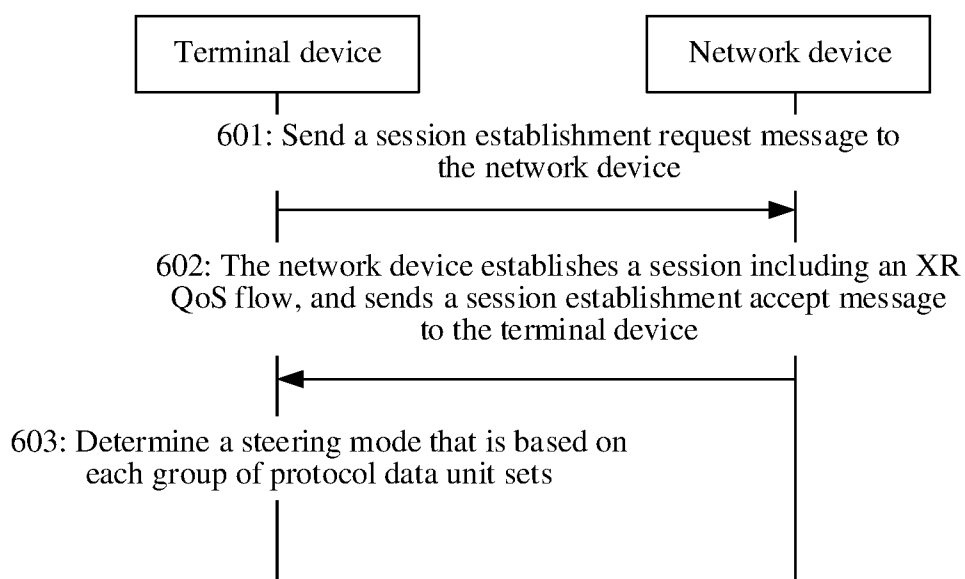 Terminal device
Network device
601: Send a session establishment request message to
the network device
602: The network device establishes a session including an XR
QoS flow, and sends a session establishment accept message
to the terminal device
603: Determine a steering mode that is based on
each group of protocol data unit sets